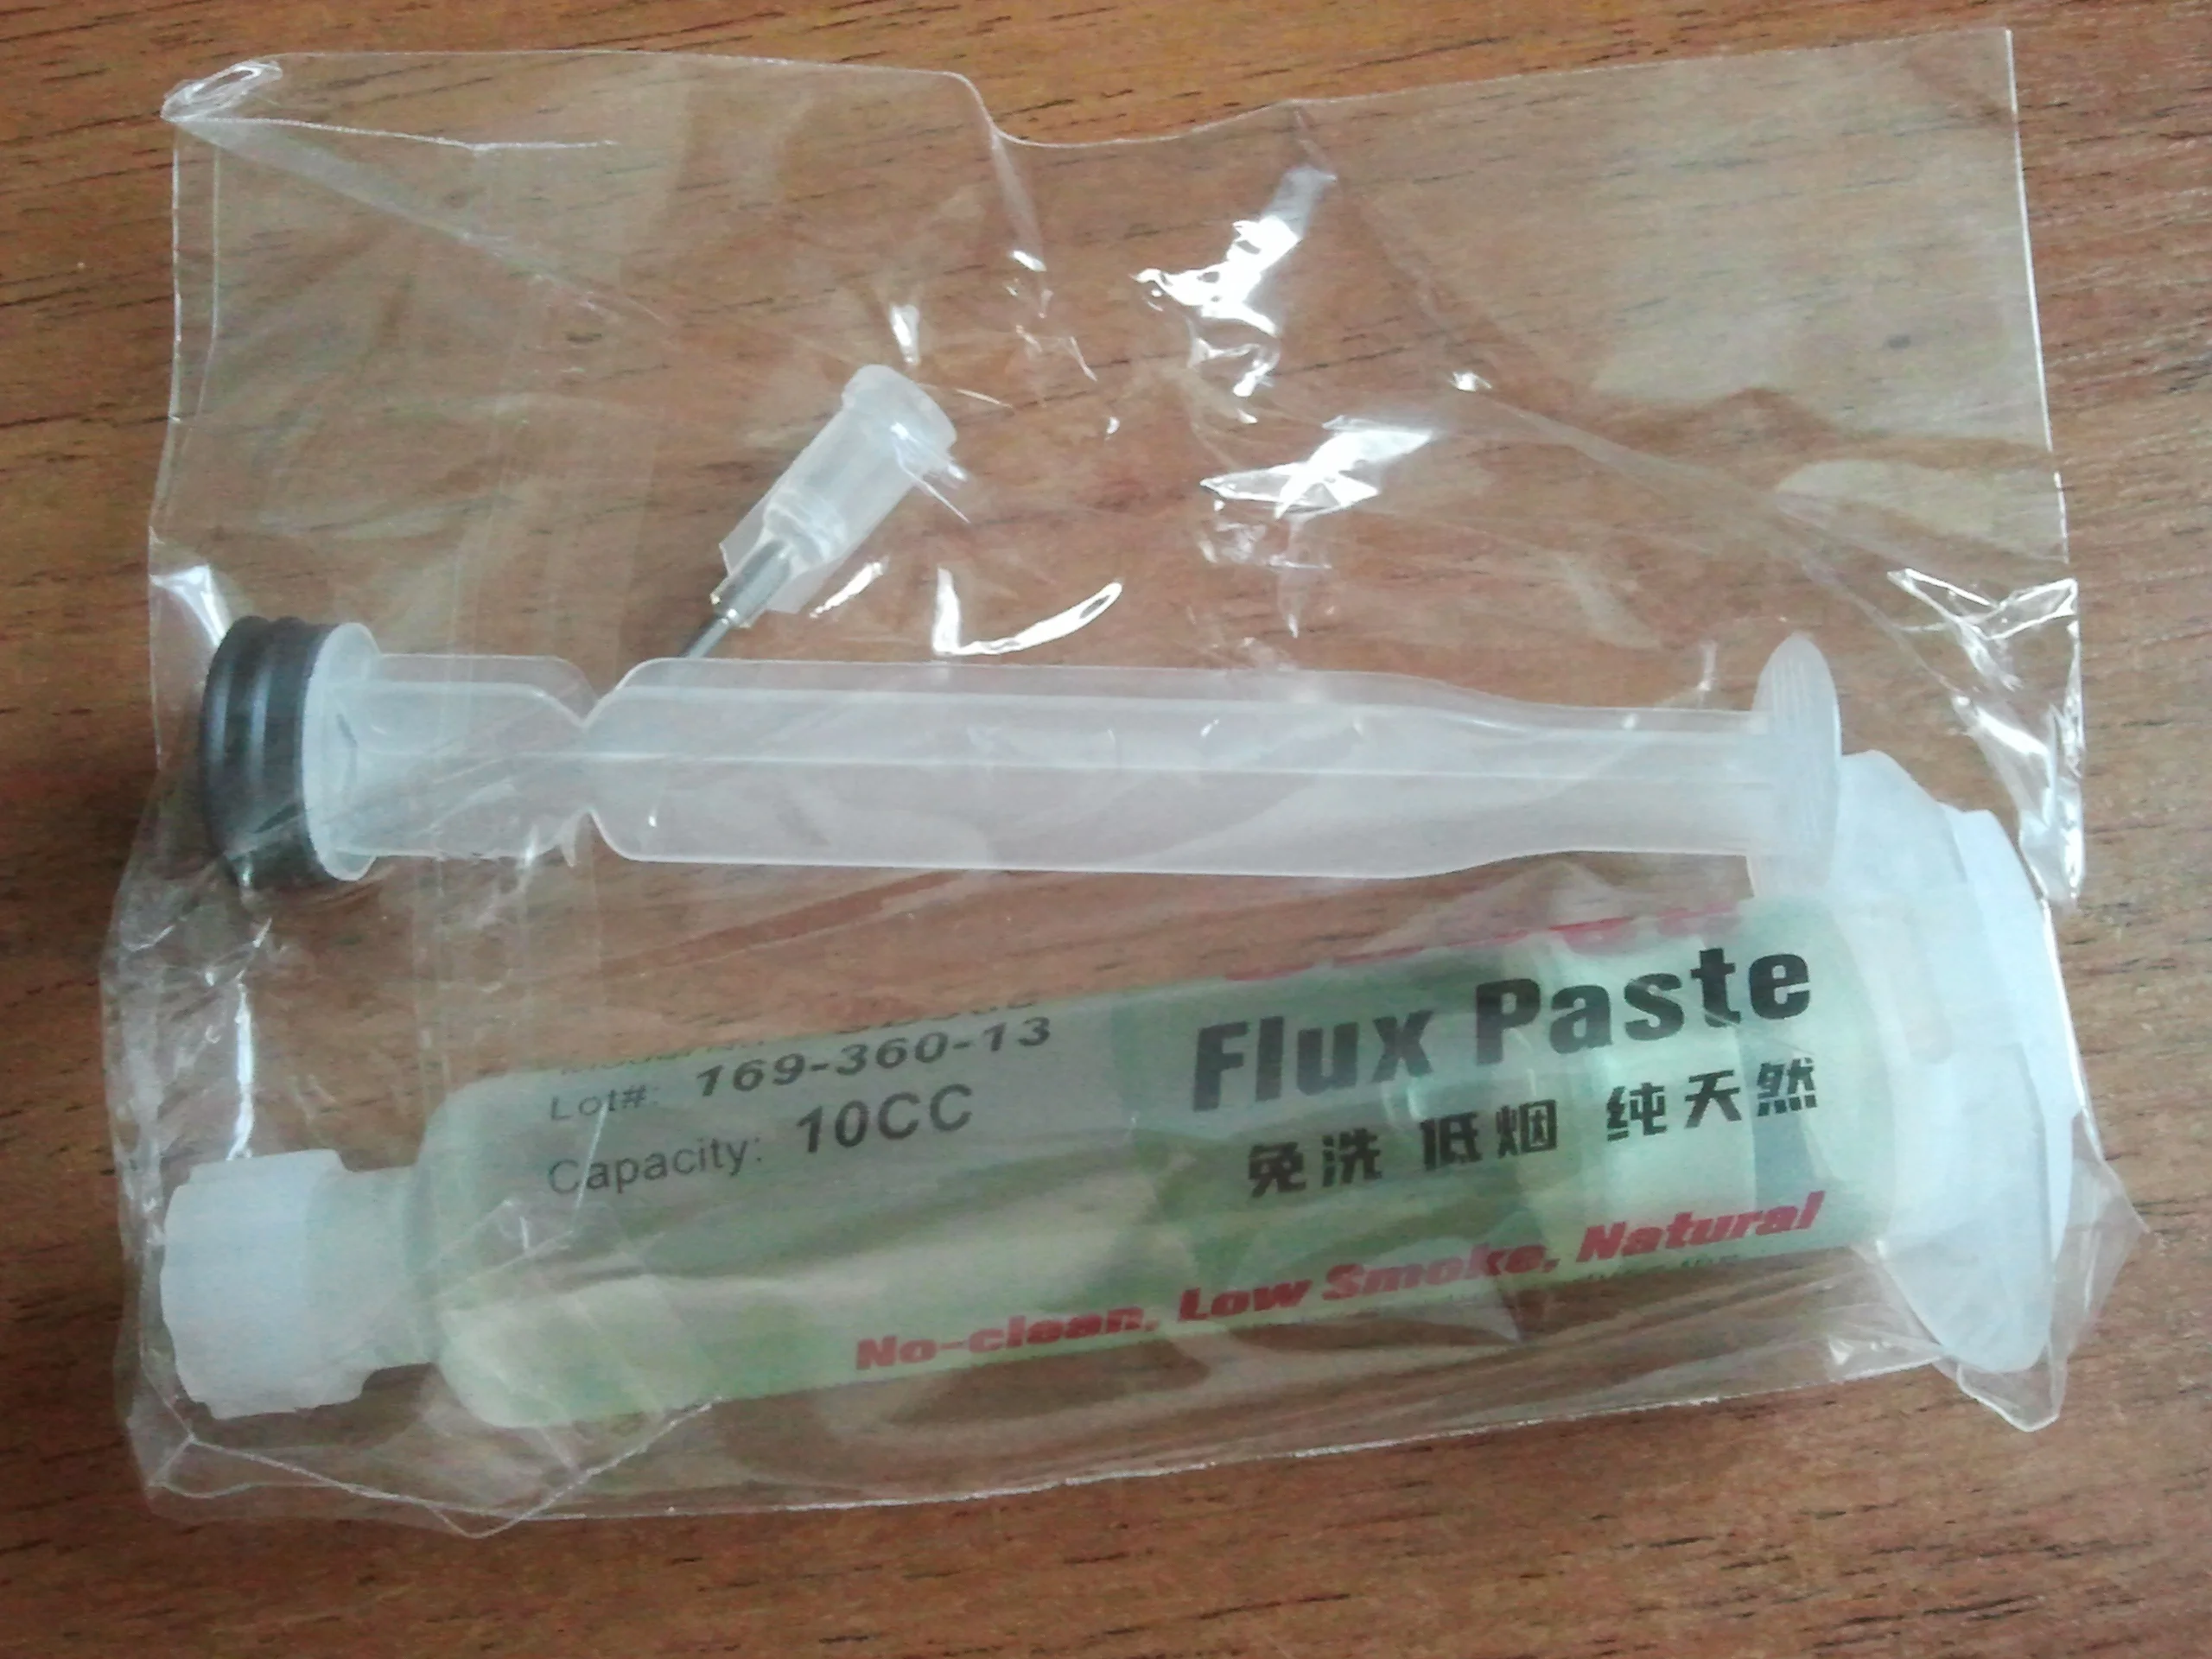 Lot#: 169-360-13
Capacity: 10CC
Flux Paste
免洗 低烟 纯天然
No-clean, Low Smoke, Natural